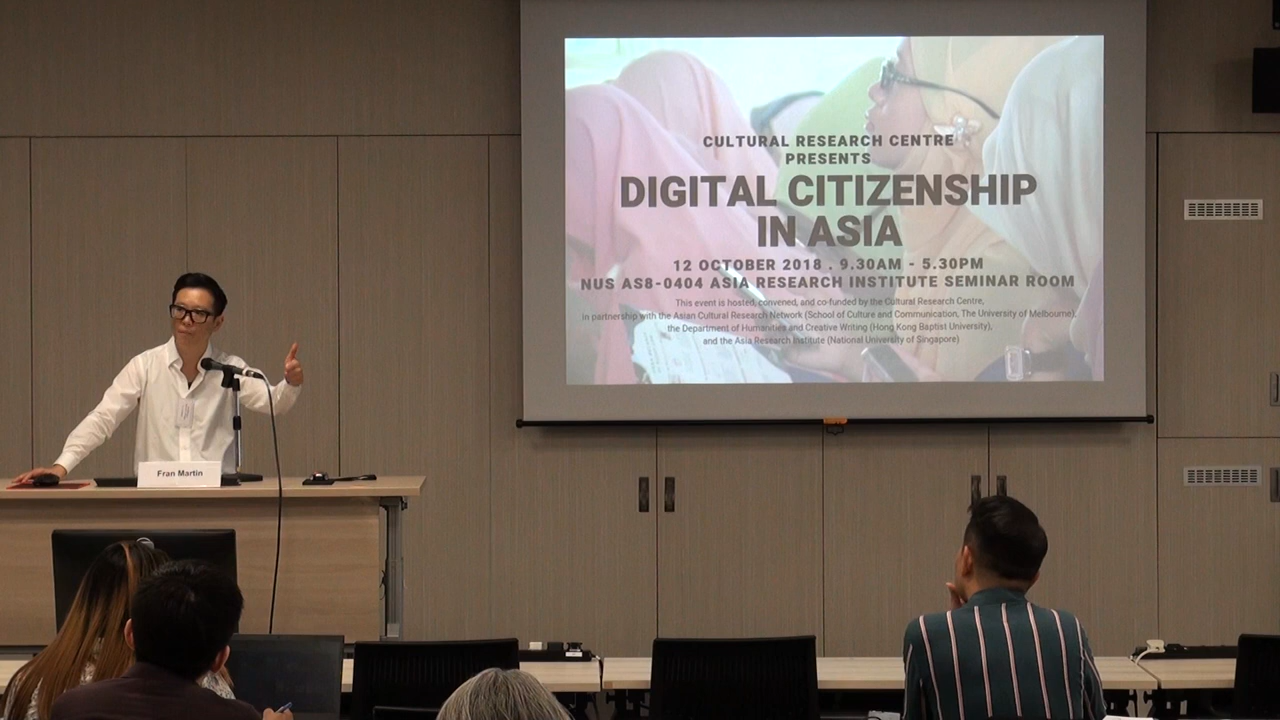 CULTURAL RESEARCH CENTRE
PRESENTS
DIGITAL CITIZENSHIP
IN ASIA
12 OCTOBER 2018 . 9.30AM - 5.30PM
NUS AS8-0404 ASIA RESEARCH INSTITUTE SEMINAR ROOM
This event is hosted, convened, and co-funded by the Cultural Research Centre,
in partnership with the Asian Cultural Research Network (School of Culture and Communication, The University of Melbourne),
the Department of Humanities and Creative Writing (Hong Kong Baptist University),
and the Asia Research Institute (National University of Singapore)
Fran Martin